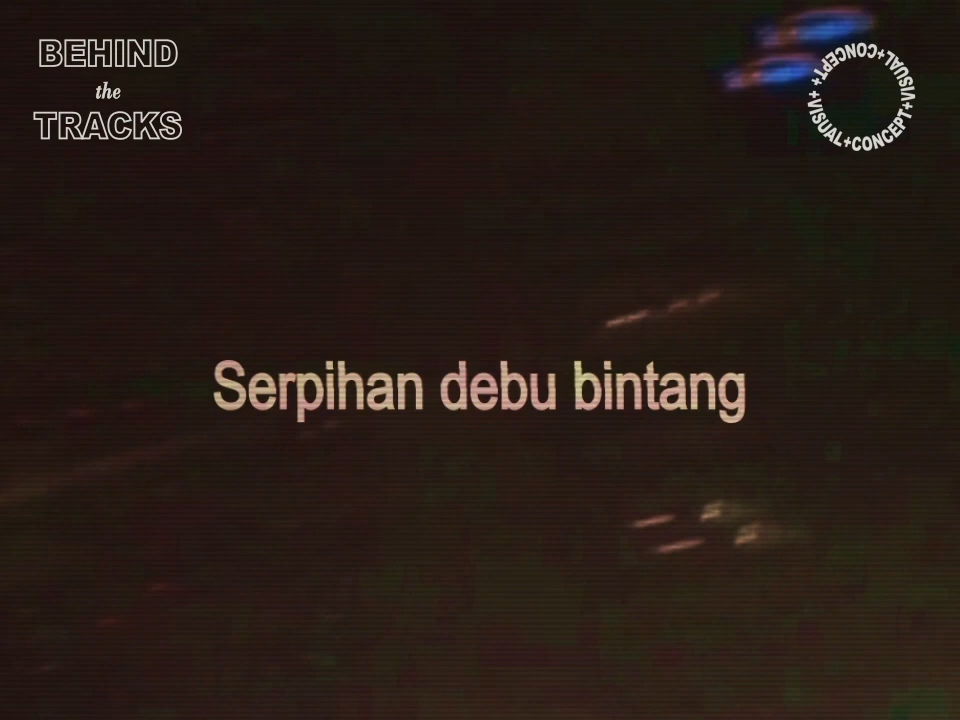 BEHIND
the
TRACKS
+VISUAL+CONCEPT+VISUAL+CONCEPT+
Serpihan debu bintang